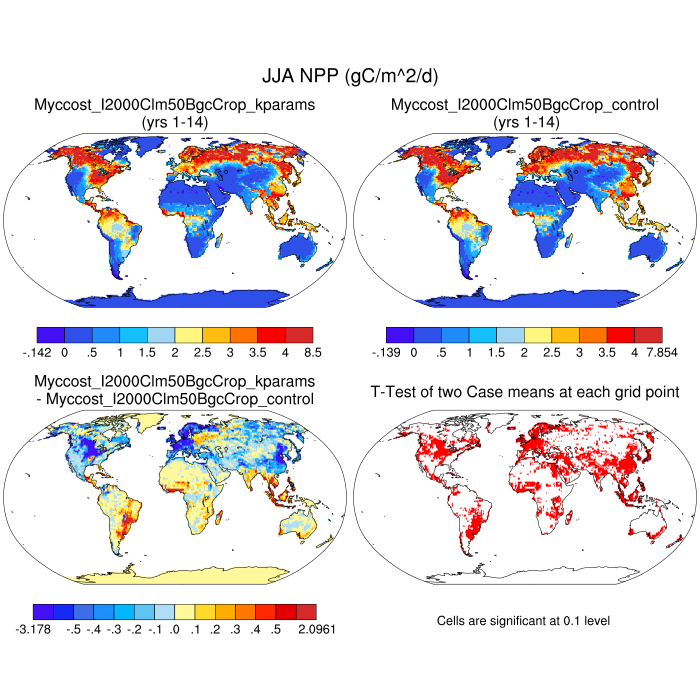 JJA NPP (gC/m^2/d)
Myccost_I2000Clm50BgcCrop_kparams
(yrs 1-14)
Myccost_I2000Clm50BgcCrop_control
(yrs 1-14)
-.142 0 .5 1 1.5 2 2.5 3 3.5 4 8.5
-.139 0 .5 1 1.5 2 2.5 3 3.5 4 7.854
Myccost_I2000Clm50BgcCrop_kparams
- Myccost_I2000Clm50BgcCrop_control
T-Test of two Case means at each grid point
-3.178 -.5 -.4 -.3 -.2 -.1 .0 .1 .2 .3 .4 .5 2.0961
Cells are significant at 0.1 level